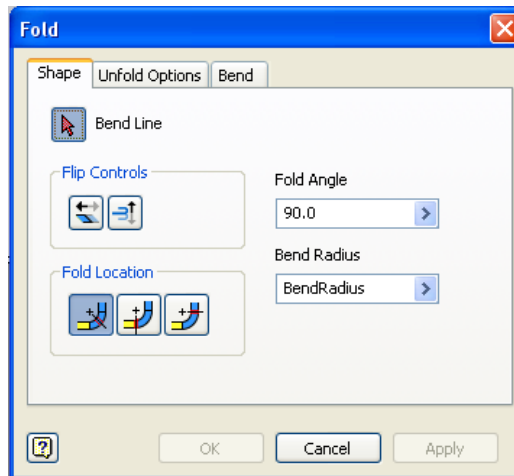 Fold
Shape Unfold Options Bend
Bend Line
Flip Controls
Fold Angle
90.0
Bend Radius
Fold Location
BendRadius
OK Cancel Apply